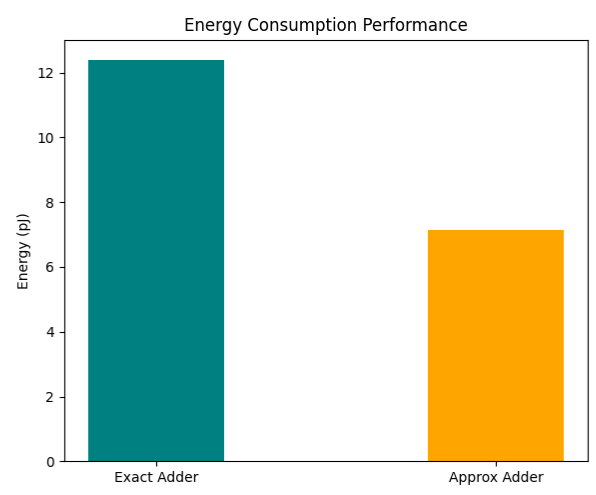 Energy Consumption Performance
Energy (pJ)
12
10
8
6
4
2
0
Exact Adder
Approx Adder